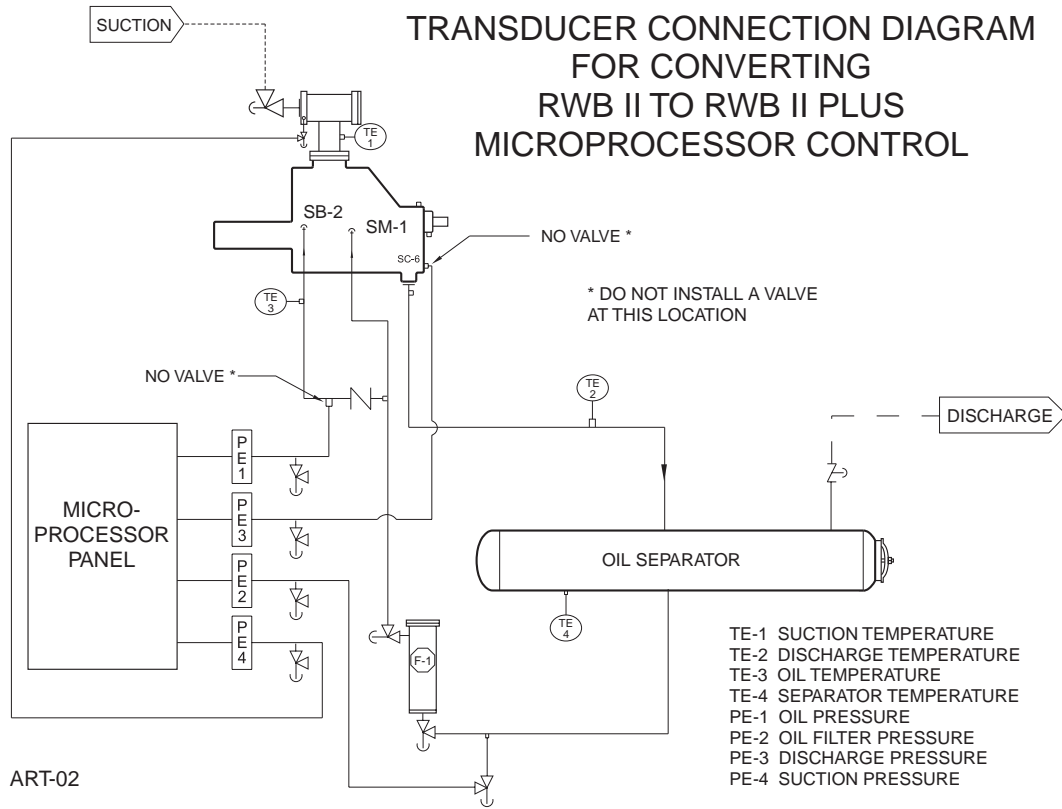 SUCTION
TRANSDUCER CONNECTION DIAGRAM
FOR CONVERTING
RWB II TO RWB II PLUS
MICROPROCESSOR CONTROL
TE
1
SB-2
SM-1
SC-6
NO VALVE *
* DO NOT INSTALL A VALVE
AT THIS LOCATION
TE
3
NO VALVE *
TE
2
DISCHARGE
MICRO-
PROCESSOR
PANEL
P
E
1
P
E
3
P
E
2
P
E
4
OIL SEPARATOR
TE
4
F-1
TE-1 SUCTION TEMPERATURE
TE-2 DISCHARGE TEMPERATURE
TE-3 OIL TEMPERATURE
TE-4 SEPARATOR TEMPERATURE
PE-1 OIL PRESSURE
PE-2 OIL FILTER PRESSURE
PE-3 DISCHARGE PRESSURE
PE-4 SUCTION PRESSURE
ART-02